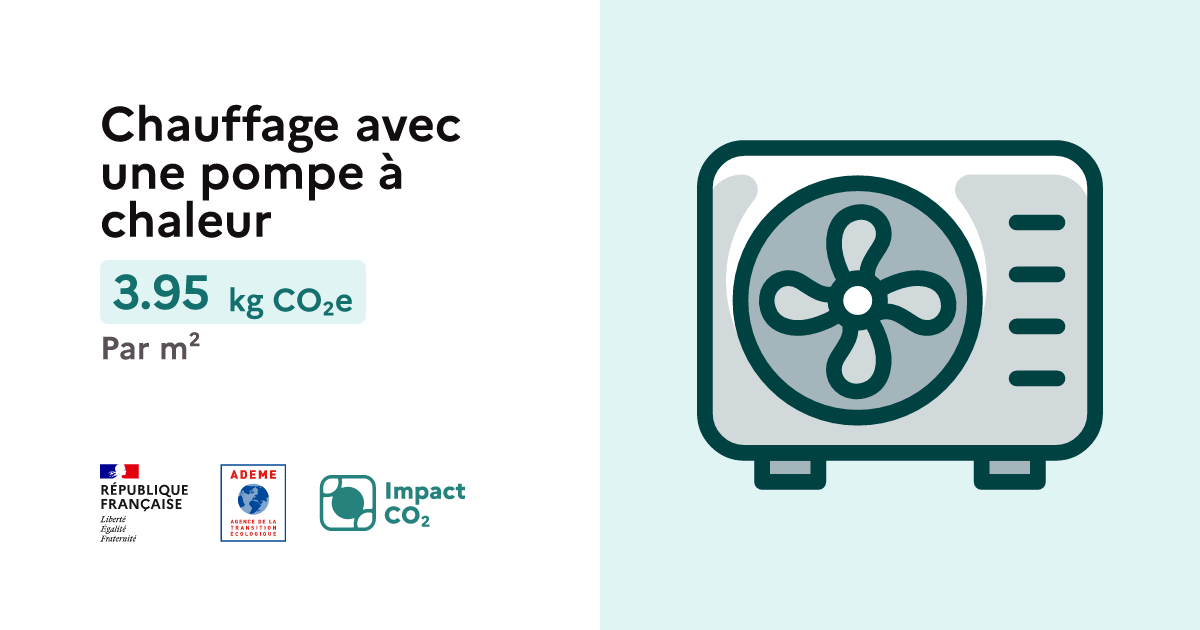 Chauffage avec
une pompe à
chaleur
3.95 kg CO₂e
Par m²
RÉPUBLIQUE
FRANÇAISE
Liberté
Égalité
Fraternité
ADEME
AGENCE DE LA
TRANSITION
ÉCOLOGIQUE
Impact
CO₂